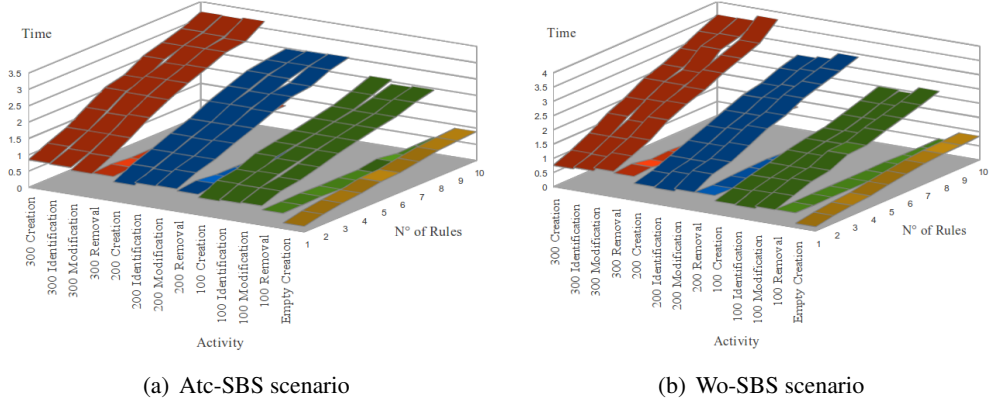 Time
3.5
3
2.5
2
1.5
1
0.5
0
300 Creation
300 Identification
300 Modification
300 Removal
200 Creation
200 Identification
200 Modification
200 Removal
100 Creation
100 Identification
100 Modification
100 Removal
Empty Creation
1
2
3
4
5
6
7
8
9
10
N° of Rules
Activity
(a) Atc-SBS scenario
Time
4
3.5
3
2.5
2
1.5
1
0.5
0
300 Creation
300 Identification
300 Modification
300 Removal
200 Creation
200 Identification
200 Modification
200 Removal
100 Creation
100 Identification
100 Modification
100 Removal
Empty Creation
1
2
3
4
5
6
7
8
9
10
N° of Rules
Activity
(b) Wo-SBS scenario